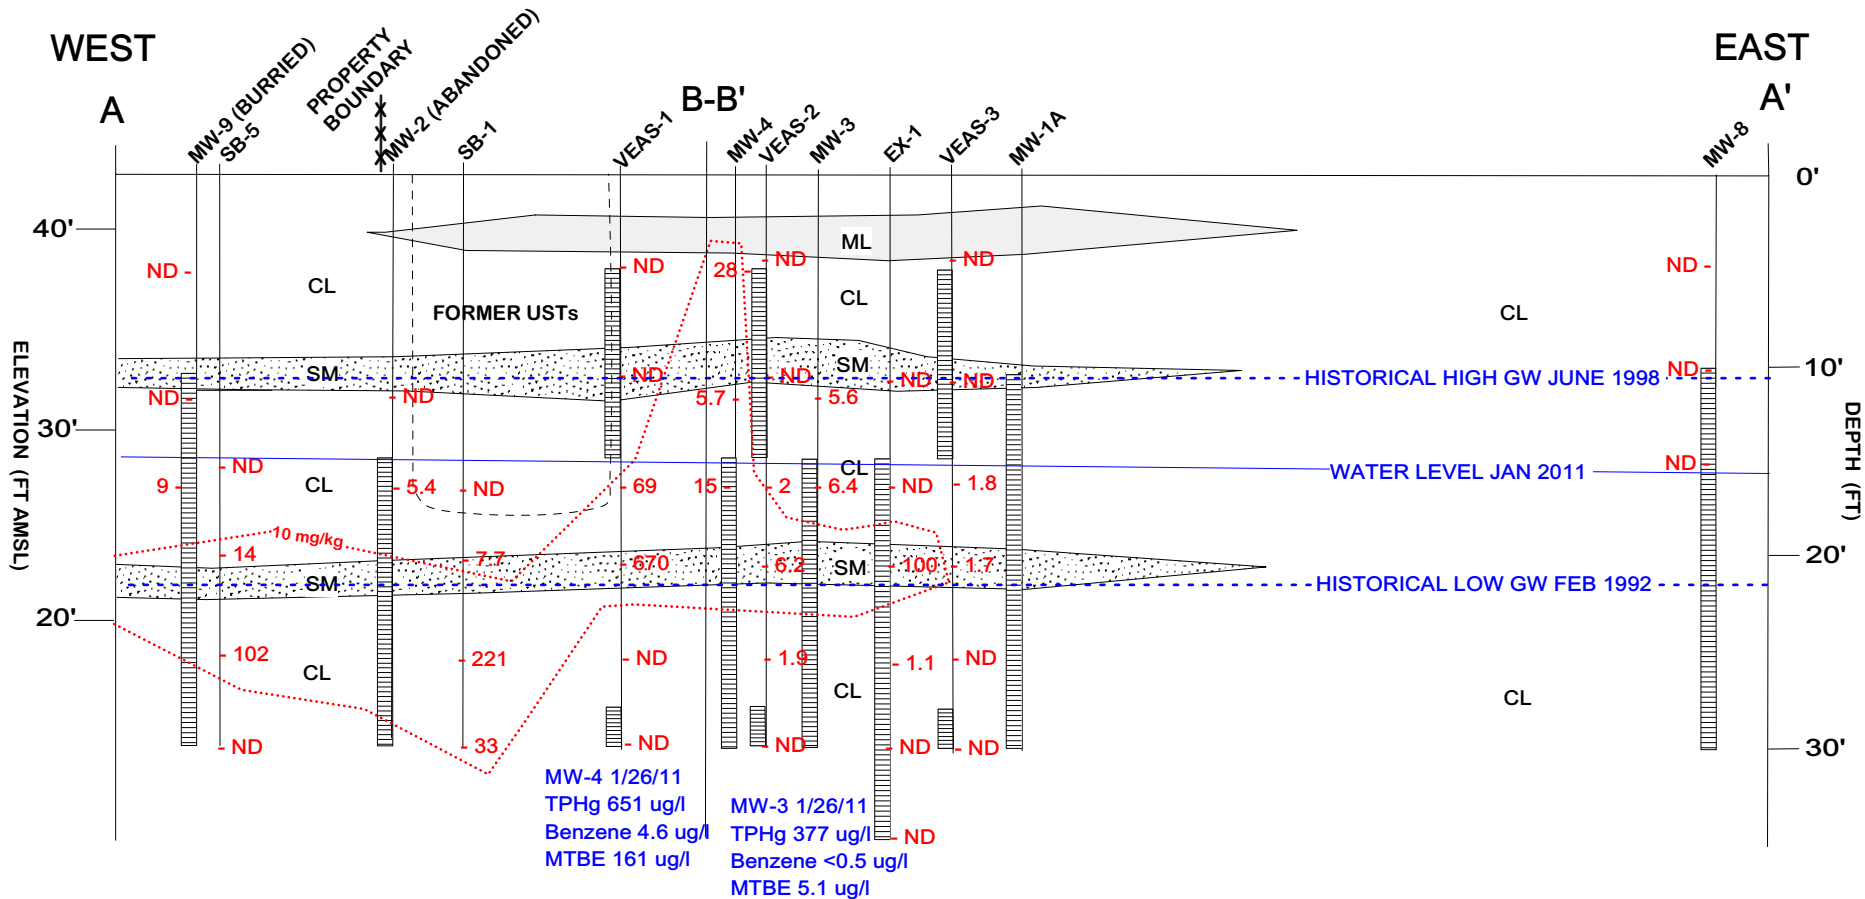 WEST
EAST
A
A'
B-B'
MW-9 (BURRIED)
SB-5
PROPERTY
BOUNDARY
MW-2 (ABANDONED)
SB-1
VEAS-1
MW-4
VEAS-2
MW-3
EX-1
VEAS-3
MW-1A
MW-8
0'
40'
ML
ND -
- ND
28 -
- ND
- ND
ND -
CL
CL
CL
FORMER USTs
SM
SM
10'
- ND
- ND
- ND
- ND
ND -
HISTORICAL HIGH GW JUNE 1998
ND -
- ND
5.7 -
- 5.6
30'
- ND
CL
ND -
WATER LEVEL JAN 2011
9 -
CL
- 5.4
- ND
- 69
15 -
- 2
- 6.4
- ND
- 1.8
ELEVATION (FT AMSL)
DEPTH (FT)
10 mg/kg
- 14
- 7.7
- 670
- 6.2
SM
- 100
- 1.7
20'
SM
HISTORICAL LOW GW FEB 1992
20'
- 102
CL
- 221
- ND
- 1.9
CL
- 1.1
- ND
CL
- ND
- 33
- ND
- ND
- ND
- ND
30'
MW-4 1/26/11
TPHg 651 ug/l
Benzene 4.6 ug/l
MTBE 161 ug/l
MW-3 1/26/11
TPHg 377 ug/l
Benzene <0.5 ug/l
MTBE 5.1 ug/l
- ND